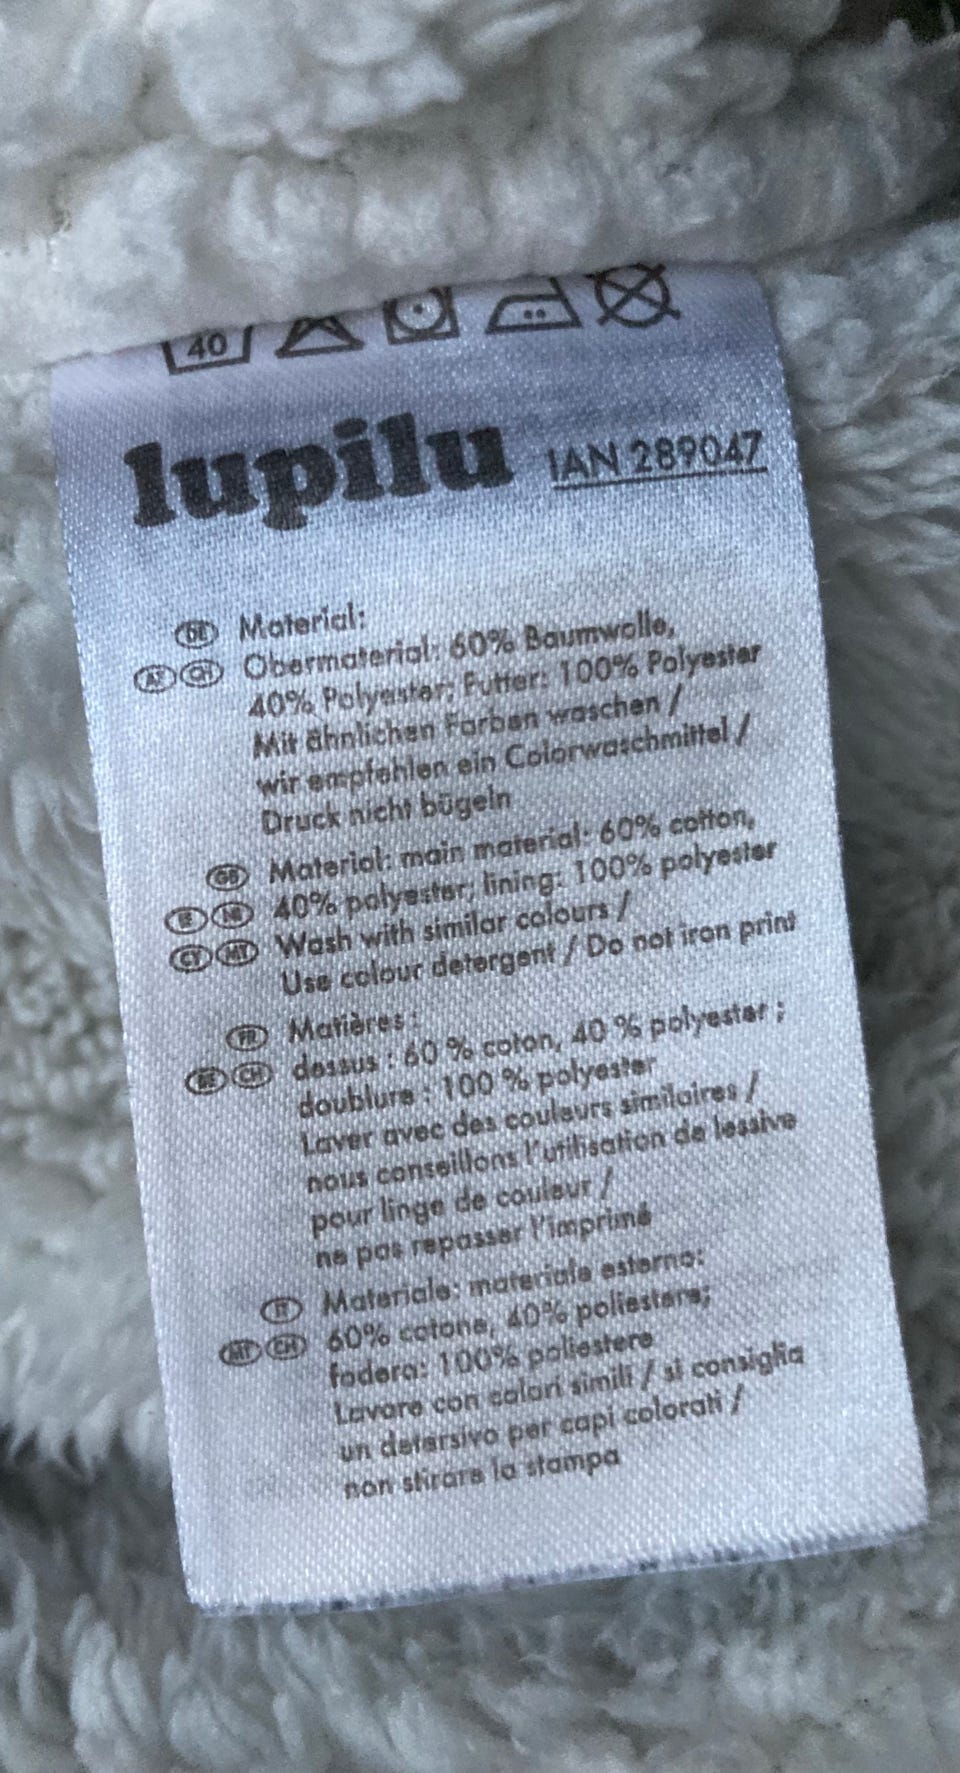 40
lupilu IAN 289047
DE Material:
AT CH Obermaterial: 60% Baumwolle,
40% Polyester; Futter: 100% Polyester
Mit ähnlichen Farben waschen /
wir empfehlen ein Colorwaschmittel /
Druck nicht bügeln
GB Material: main material: 60% cotton,
IE NI 40% polyester; lining: 100% polyester
CY MT Wash with similar colours /
Use colour detergent / Do not iron print
FR Matières :
BE CH dessus : 60 % coton, 40 % polyester ;
doublure : 100 % polyester
Laver avec des couleurs similaires /
nous conseillons l'utilisation de lessive
pour linge de couleur /
ne pas repasser l'imprimé
IT Materiale: materiale esterno:
MT CH 60% cotone, 40% poliestere;
fodera: 100% poliestere
Lavare con colori simili / si consiglia
un detersivo per capi colorati /
non stirare la stampa